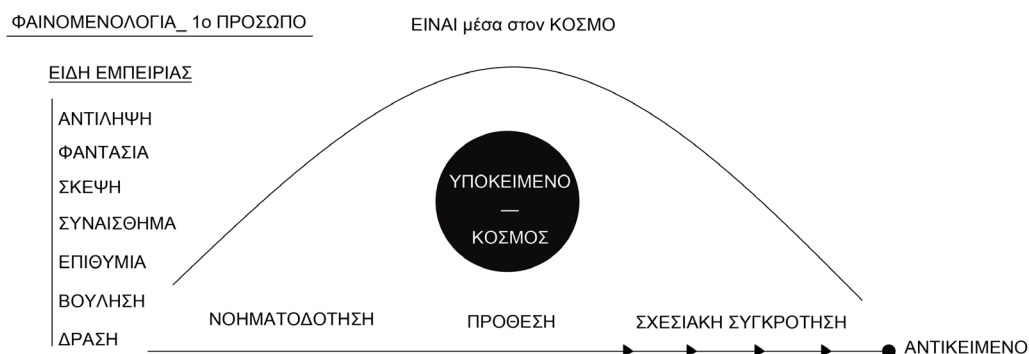 ΦΑΙΝΟΜΕΝΟΛΟΓΙΑ_ 1ο ΠΡΟΣΩΠΟ
ΕΙΝΑΙ μέσα στον ΚΟΣΜΟ
ΕΙΔΗ ΕΜΠΕΙΡΙΑΣ
ΑΝΤΙΛΗΨΗ
ΦΑΝΤΑΣΙΑ
ΣΚΕΨΗ
ΣΥΝΑΙΣΘΗΜΑ
ΕΠΙΘΥΜΙΑ
ΒΟΥΛΗΣΗ
ΔΡΑΣΗ
ΥΠΟΚΕΙΜΕΝΟ
—
ΚΟΣΜΟΣ
ΝΟΗΜΑΤΟΔΟΤΗΣΗ
ΠΡΟΘΕΣΗ
ΣΧΕΣΙΑΚΗ ΣΥΓΚΡΟΤΗΣΗ
ΑΝΤΙΚΕΙΜΕΝΟ